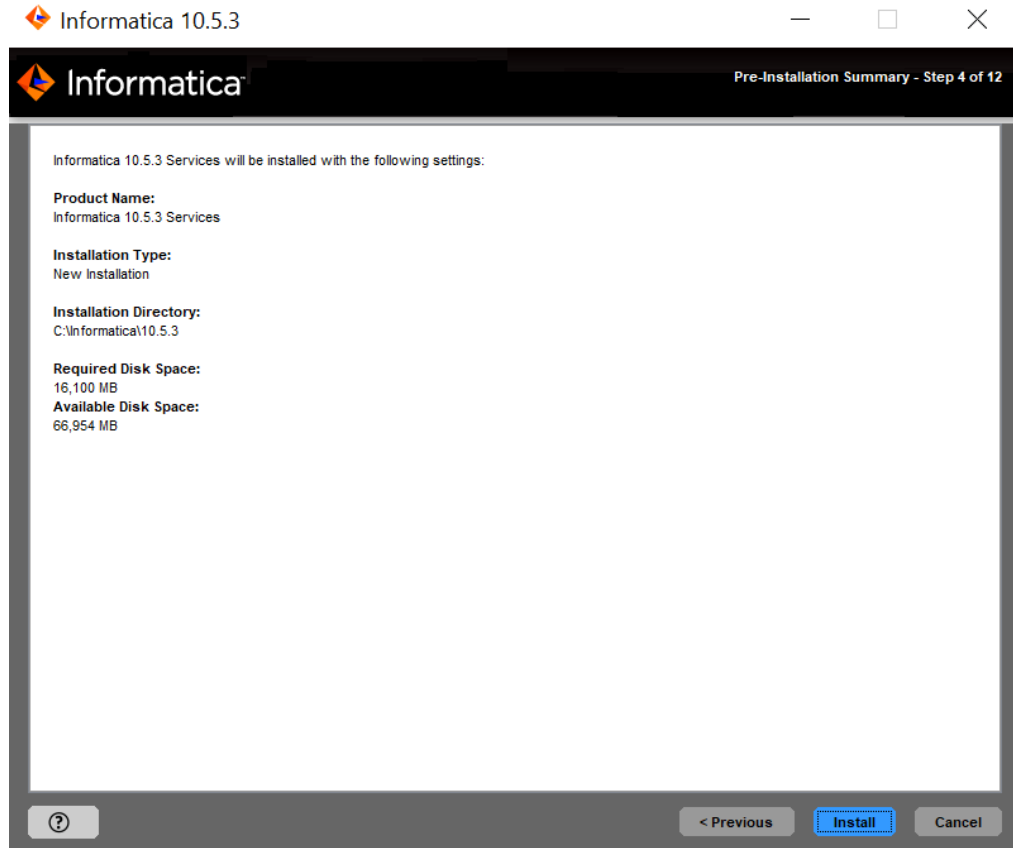 Informatica 10.5.3
Informatica
Pre-Installation Summary - Step 4 of 12
Informatica 10.5.3 Services will be installed with the following settings:
Product Name:
Informatica 10.5.3 Services
Installation Type:
New Installation
Installation Directory:
C:\Informatica\10.5.3
Required Disk Space:
16,100 MB
Available Disk Space:
66,954 MB
?
< Previous
Install
Cancel